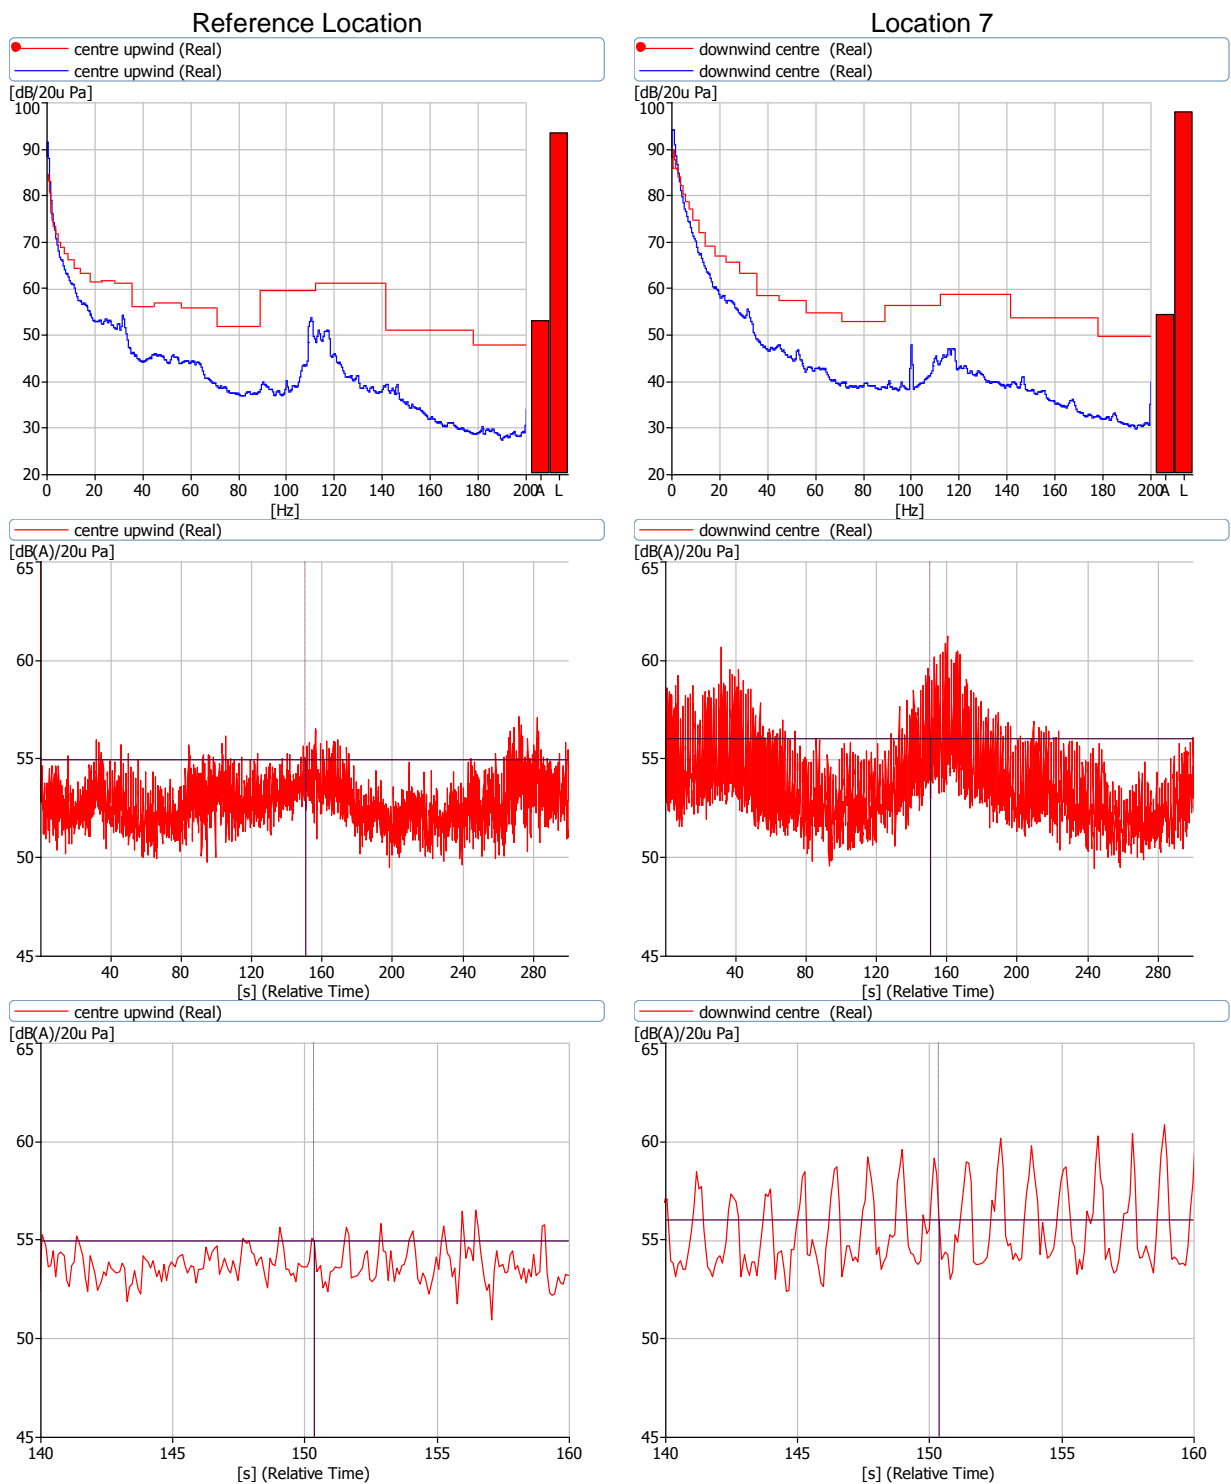 Reference Location
centre upwind (Real)
centre upwind (Real)
[dB/20u Pa]
100
90
80
70
60
50
40
30
20
0 20 40 60 80 100 120 140 160 180 200 A L
[Hz]
centre upwind (Real)
[dB(A)/20u Pa]
65
60
55
50
45
40 80 120 160 200 240 280
[s] (Relative Time)
centre upwind (Real)
[dB(A)/20u Pa]
65
60
55
50
45
140 145 150 155 160
[s] (Relative Time)
Location 7
downwind centre (Real)
downwind centre (Real)
[dB/20u Pa]
100
90
80
70
60
50
40
30
20
0 20 40 60 80 100 120 140 160 180 200 A L
[Hz]
downwind centre (Real)
[dB(A)/20u Pa]
65
60
55
50
45
40 80 120 160 200 240 280
[s] (Relative Time)
downwind centre (Real)
[dB(A)/20u Pa]
65
60
55
50
45
140 145 150 155 160
[s] (Relative Time)